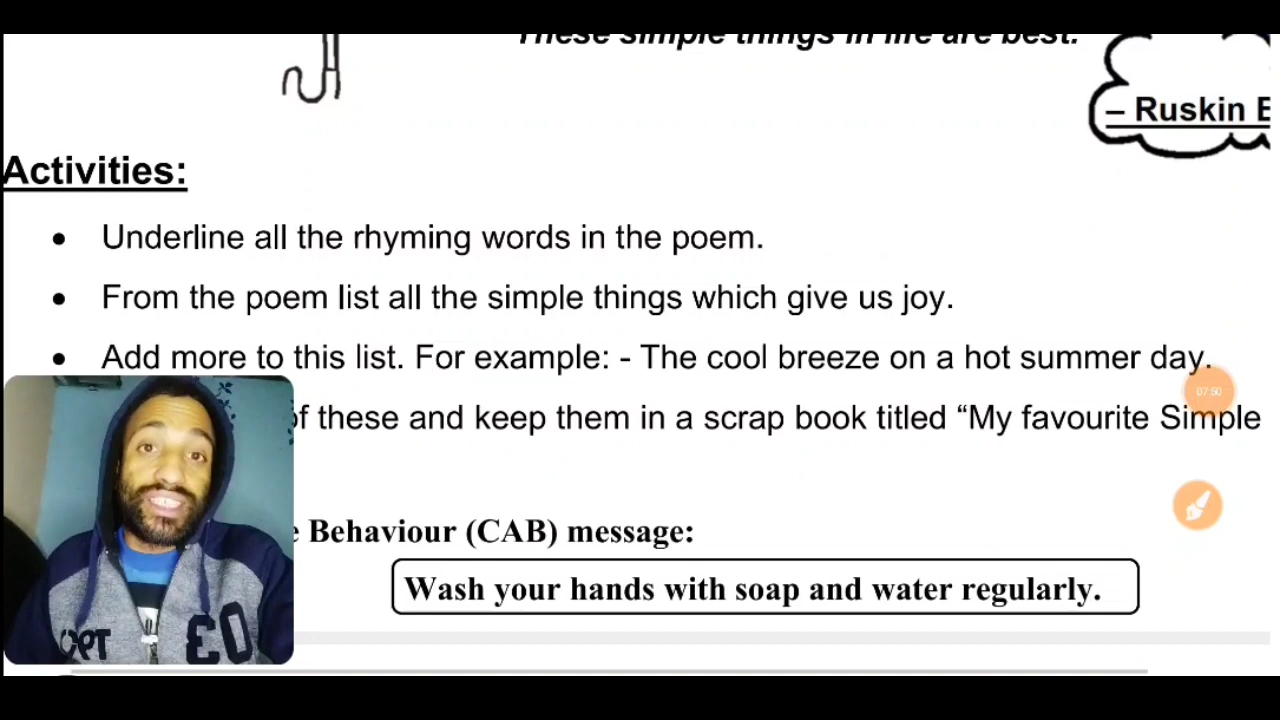 These simple things in life are best.
– Ruskin B
Activities:
• Underline all the rhyming words in the poem.
• From the poem list all the simple things which give us joy.
• Add more to this list. For example: - The cool breeze on a hot summer day.
07:50
of these and keep them in a scrap book titled “My favourite Simple
Behaviour (CAB) message:
Wash your hands with soap and water regularly.